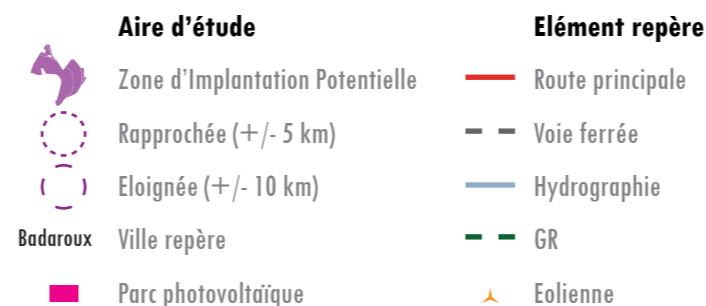 Aire d’étude
Zone d’Implantation Potentielle
Rapprochée (+/- 5 km)
Eloignée (+/- 10 km)
Badaroux Ville repère
Parc photovoltaïque
Elément repère
Route principale
Voie ferrée
Hydrographie
GR
Eolienne